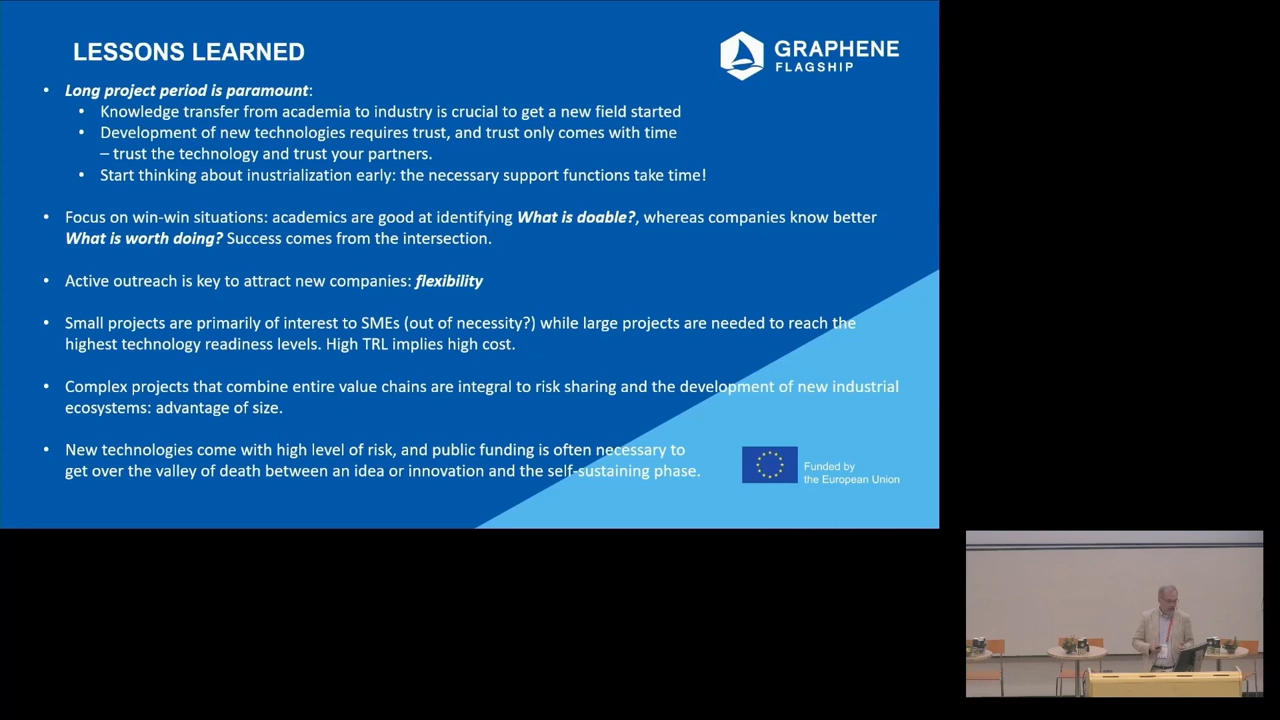 LESSONS LEARNED
GRAPHENE
FLAGSHIP
• Long project period is paramount:
• Knowledge transfer from academia to industry is crucial to get a new field started
• Development of new technologies requires trust, and trust only comes with time
– trust the technology and trust your partners.
• Start thinking about inustrialization early: the necessary support functions take time!
• Focus on win-win situations: academics are good at identifying What is doable?, whereas companies know better
What is worth doing? Success comes from the intersection.
• Active outreach is key to attract new companies: flexibility
• Small projects are primarily of interest to SMEs (out of necessity?) while large projects are needed to reach the
highest technology readiness levels. High TRL implies high cost.
• Complex projects that combine entire value chains are integral to risk sharing and the development of new industrial
ecosystems: advantage of size.
• New technologies come with high level of risk, and public funding is often necessary to
get over the valley of death between an idea or innovation and the self-sustaining phase.
Funded by
the European Union